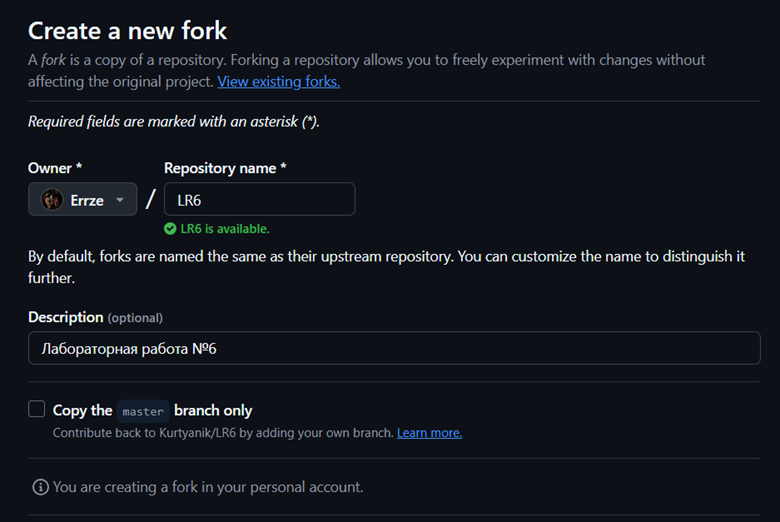 Create a new fork
A fork is a copy of a repository. Forking a repository allows you to freely experiment with changes without
affecting the original project. View existing forks.
Required fields are marked with an asterisk (*).
Owner * Repository name *
Errze / LR6
LR6 is available.
By default, forks are named the same as their upstream repository. You can customize the name to distinguish it
further.
Description (optional)
Лабораторная работа №6
Copy the master branch only
Contribute back to Kurtyanik/LR6 by adding your own branch. Learn more.
You are creating a fork in your personal account.